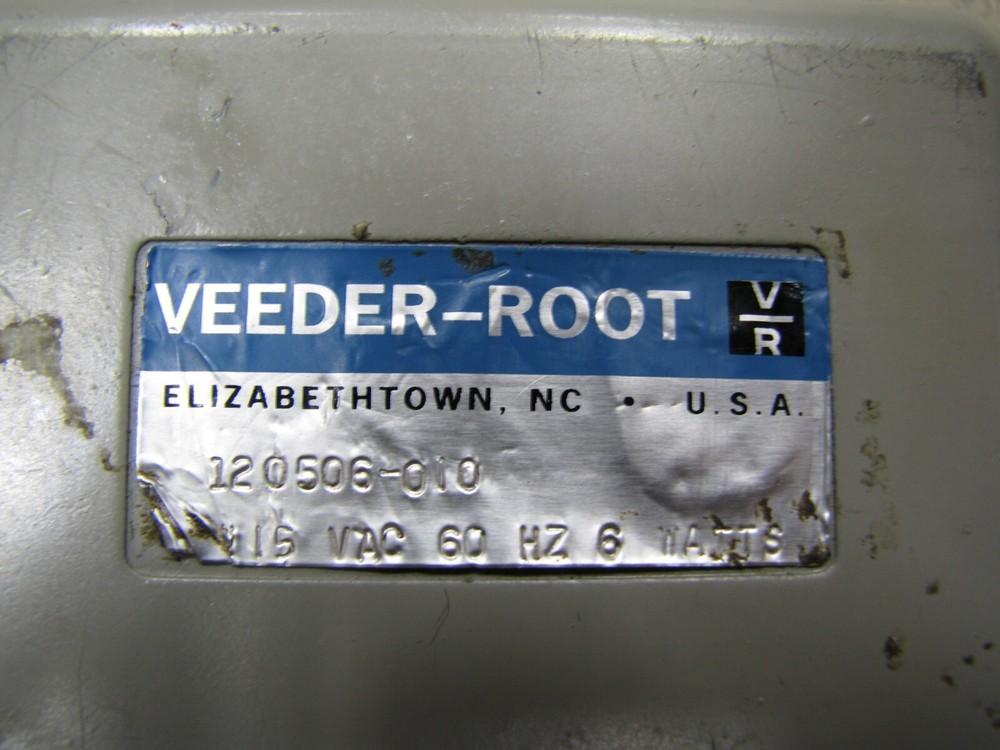 VEEDER-ROOT
V
R
ELIZABETHTOWN, NC • U.S.A.
120506-010
115 VAC 60 HZ 6 WATTS